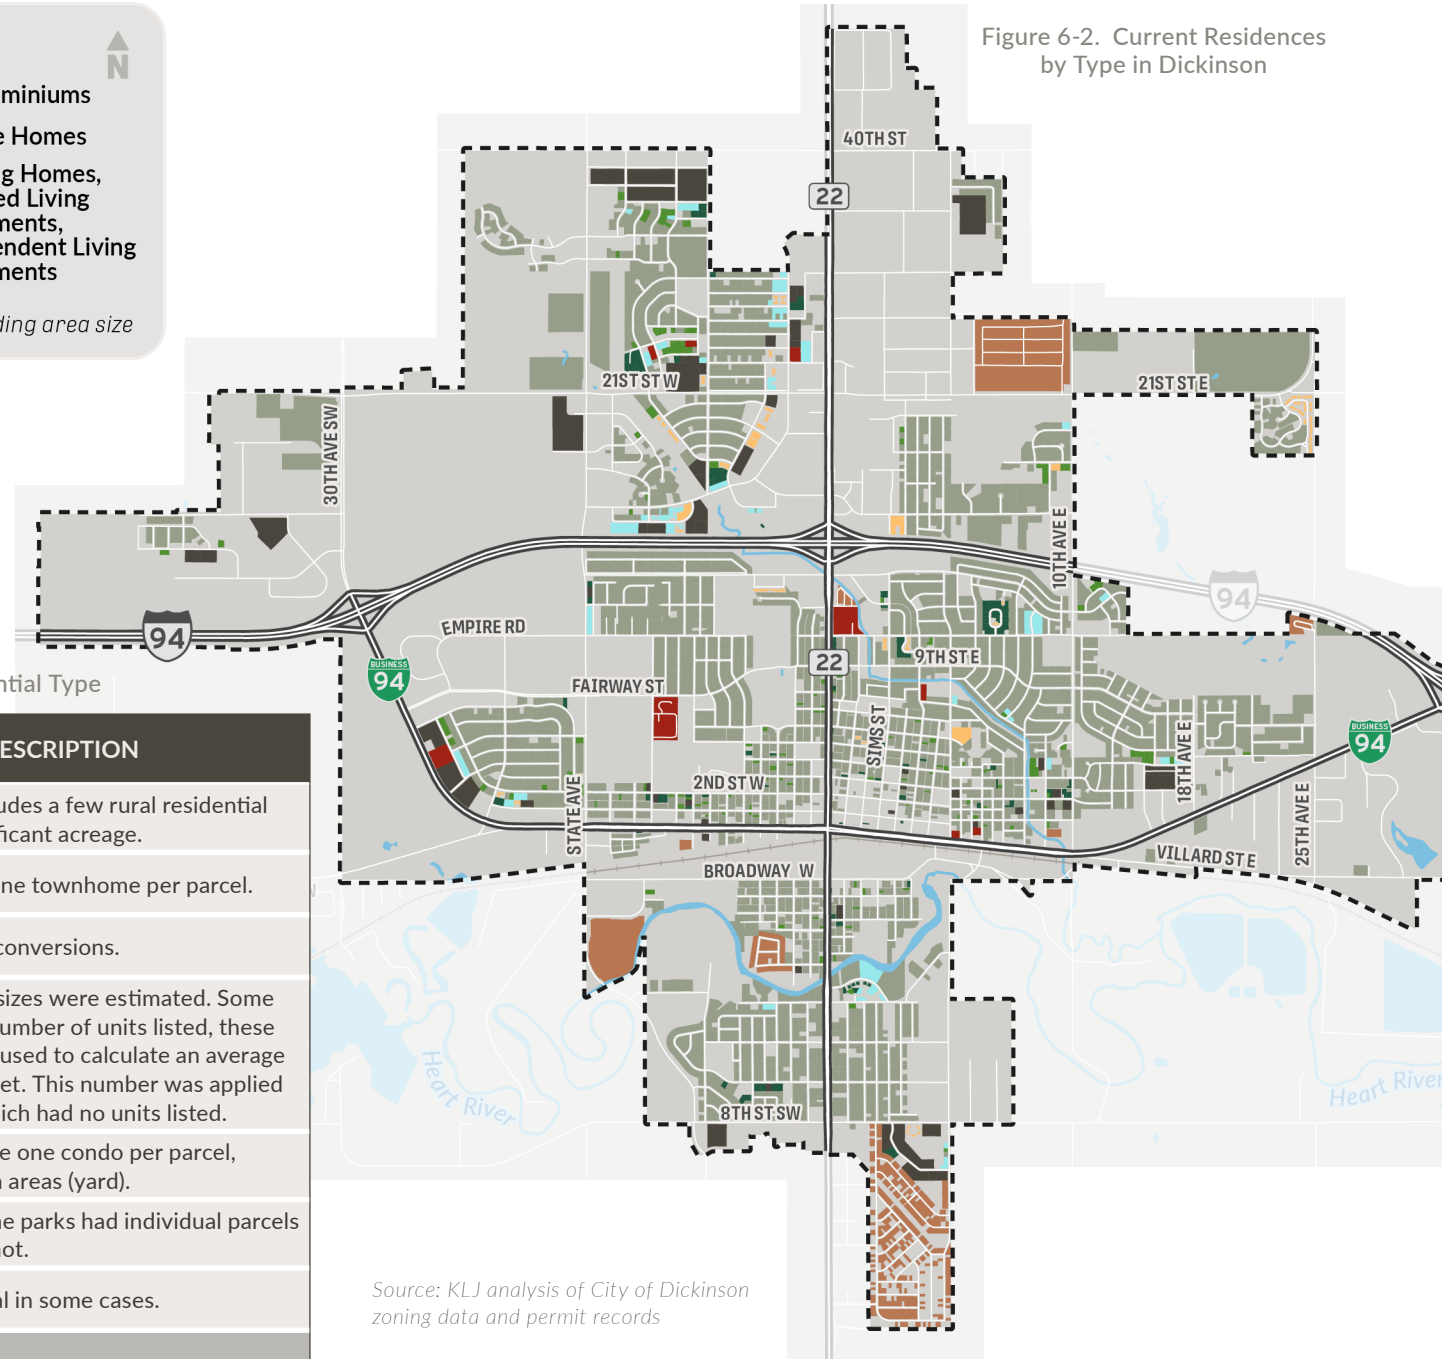 Figure 6-2. Current Residences
by Type in Dickinson
N
miniums
e Homes
g Homes,
ed Living
ments,
endent Living
ments
ding area size
40TH ST
22
21ST ST W
21ST ST E
30TH AVE SW
10TH AVE E
94
94
EMPIRE RD
BUSINESS
94
22
9TH ST E
FAIRWAY ST
SIMS ST
2ND ST W
STATE AVE
18TH AVE E
BUSINESS
94
25TH AVE E
VILLARD ST E
BROADWAY W
Heart River
Heart River
8TH ST SW
ntial Type
ESCRIPTION
udes a few rural residential
ficant acreage.
ne townhome per parcel.
conversions.
sizes were estimated. Some
umber of units listed, these
used to calculate an average
et. This number was applied
hich had no units listed.
e one condo per parcel,
n areas (yard).
ne parks had individual parcels
not.
al in some cases.
Source: KLJ analysis of City of Dickinson
zoning data and permit records